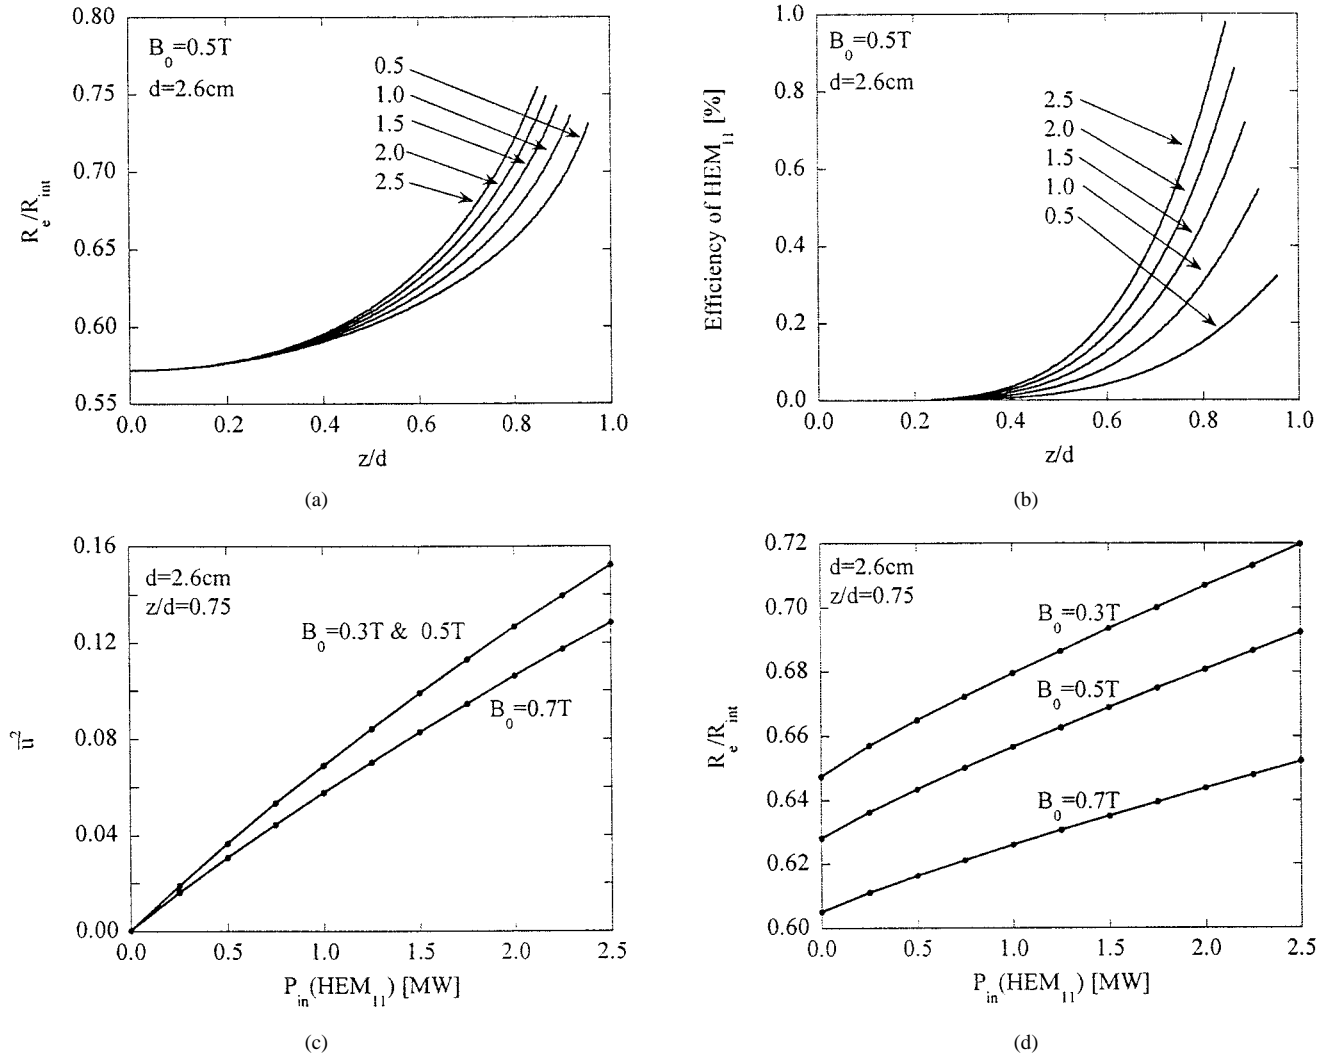 0.80
B0=0.5T
d=2.6cm
0.5
1.0
1.5
2.0
2.5
0.75
0.70
0.65
0.60
0.55
Re/Rint
0.0 0.2 0.4 0.6 0.8 1.0
z/d
(a)
1.0
B0=0.5T
d=2.6cm
2.5
2.0
1.5
1.0
0.5
0.8
0.6
0.4
0.2
0.0
Efficiency of HEM11 [%]
0.0 0.2 0.4 0.6 0.8 1.0
z/d
(b)
0.16
d=2.6cm
z/d=0.75
B0=0.3T & 0.5T
B0=0.7T
0.12
0.08
0.04
0.00
u̅²
0.0 0.5 1.0 1.5 2.0 2.5
Pin(HEM11) [MW]
(c)
0.72
d=2.6cm
z/d=0.75
B0=0.3T
B0=0.5T
B0=0.7T
0.70
0.68
0.66
0.64
0.62
0.60
Re/Rint
0.0 0.5 1.0 1.5 2.0 2.5
Pin(HEM11) [MW]
(d)